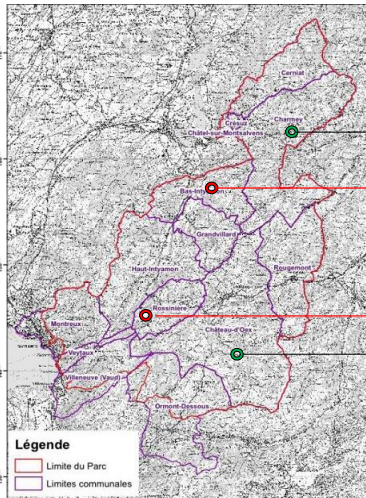 Cerniat
Crésuz
Charmey
Châtel-sur-Montsalvens
Bas-Intyamon
Grandvillard
Haut-Intyamon
Rougemont
Rossinière
Montreux
Château-d'Oex
Veytaux
Villeneuve (Vaud)
Ormont-Dessous
Légende
Limite du Parc
Limites communales